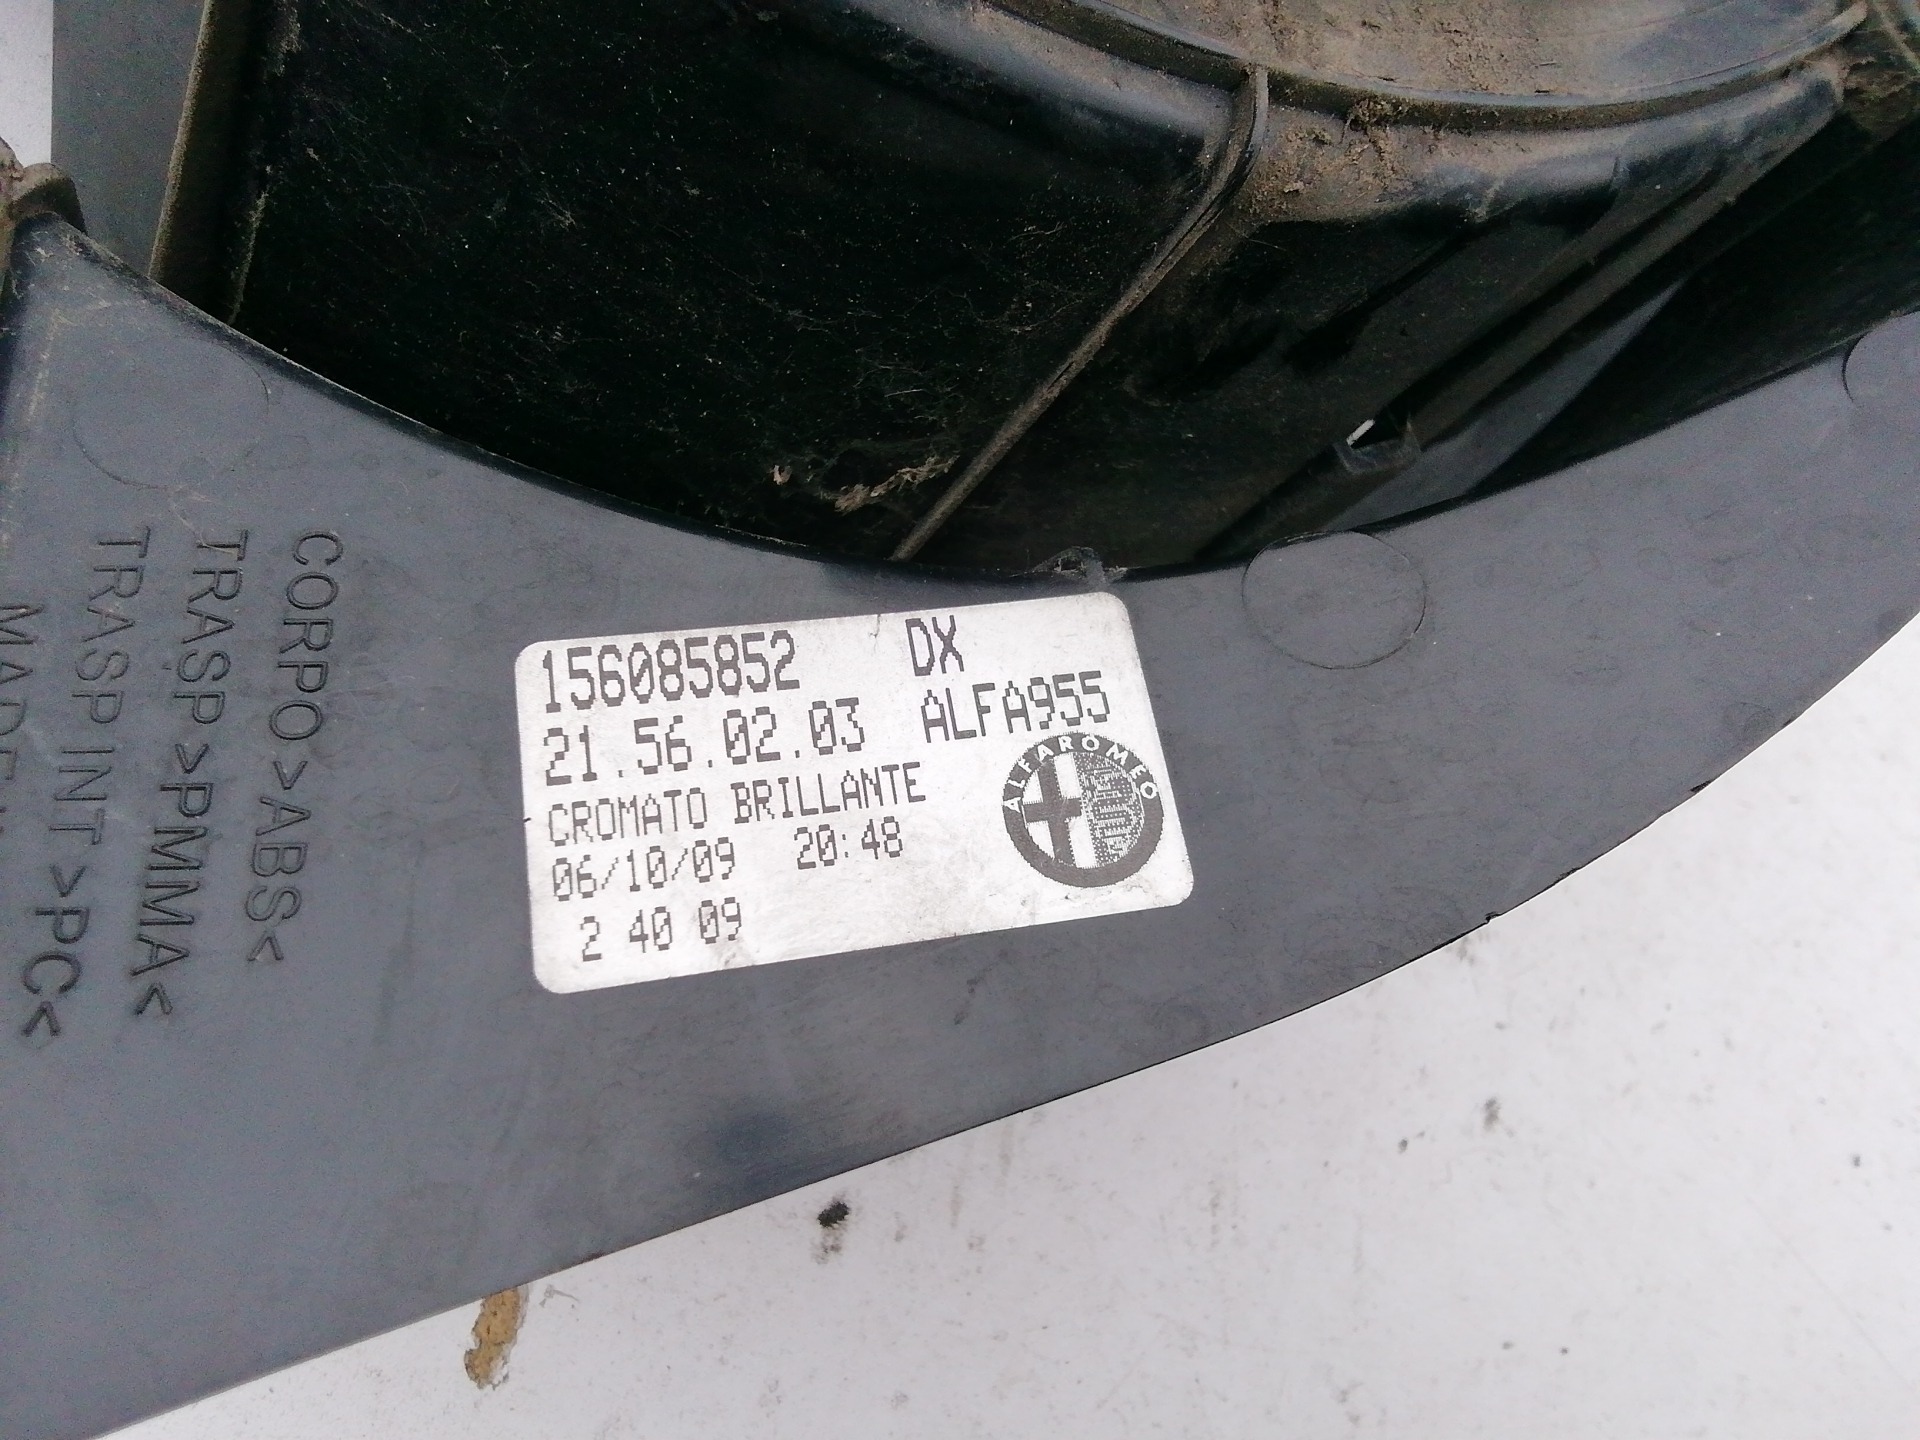 156085852 DX
21.56.02.03 ALFA955
CROMATO BRILLANTE
06/10/09 20:48
2 40 09
ALFA ROMEO
CORPO >ABS<
TRASP >PMMA<
TRASP INT >PC<
MADE